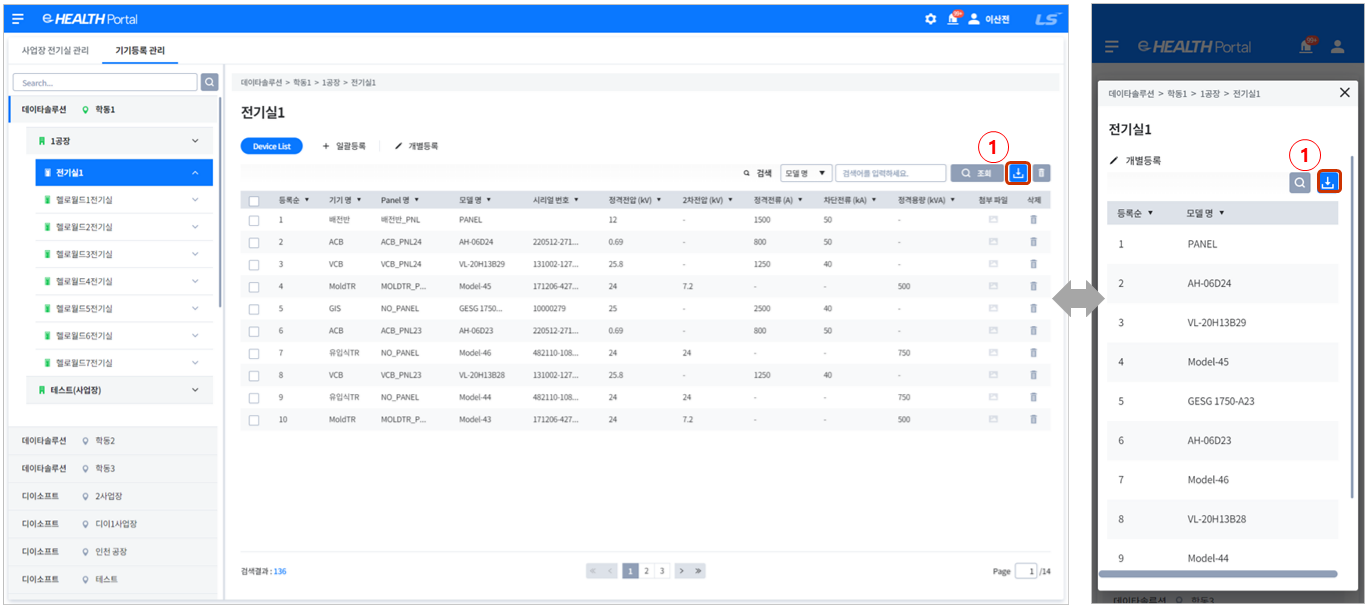 e-HEALTH Portal
99+
이산전
LS
사업장 전기실 관리 기기등록 관리
Search...
데이타솔루션 학동1
1공장
전기실1
헬로월드1전기실
헬로월드2전기실
헬로월드3전기실
헬로월드4전기실
헬로월드5전기실
헬로월드6전기실
헬로월드7전기실
테스트(사업장)
데이타솔루션 학동2
데이타솔루션 학동3
디이소프트 2사업장
디이소프트 디이1사업장
디이소프트 인천 공장
디이소프트 테스트
데이타솔루션 > 학동1 > 1공장 > 전기실1
전기실1
Device List + 일괄등록 개별등록
1
검색 모델 명 ▼ 검색어를 입력하세요. 조회
등록순 ▼ 기기 명 ▼ Panel 명 ▼ 모델 명 ▼ 시리얼 번호 ▼ 정격전압 (kV) ▼ 2차전압 (kV) ▼ 정격전류 (A) ▼ 차단전류 (kA) ▼ 정격용량 (kVA) ▼ 첨부 파일 삭제
1 배전반 배전반_PNL PANEL 12 - 1500 50 -
2 ACB ACB_PNL24 AH-06D24 220512-271... 0.69 - 800 50 -
3 VCB VCB_PNL24 VL-20H13B29 131002-127... 25.8 - 1250 40 -
4 MoldTR MOLDTR_P... Model-45 171206-427... 24 7.2 - - 500
5 GIS NO_PANEL GESG 1750... 10000279 25 - 2500 40 -
6 ACB ACB_PNL23 AH-06D23 220512-271... 0.69 - 800 50 -
7 유입식TR NO_PANEL Model-46 482110-108... 24 24 - - 750
8 VCB VCB_PNL23 VL-20H13B28 131002-127... 25.8 - 1250 40 -
9 유입식TR NO_PANEL Model-44 482110-108... 24 24 - - 750
10 MoldTR MOLDTR_P... Model-43 171206-427... 24 7.2 - - 500
검색결과 : 136
« < 1 2 3 > »
Page 1 /14
e-HEALTH Portal
99+
데이타솔루션 > 학동1 > 1공장 > 전기실1
전기실1
개별등록
1
등록순 ▼ 모델 명 ▼
1 PANEL
2 AH-06D24
3 VL-20H13B29
4 Model-45
5 GESG 1750-A23
6 AH-06D23
7 Model-46
8 VL-20H13B28
9 Model-44
데이타솔루션 학동3